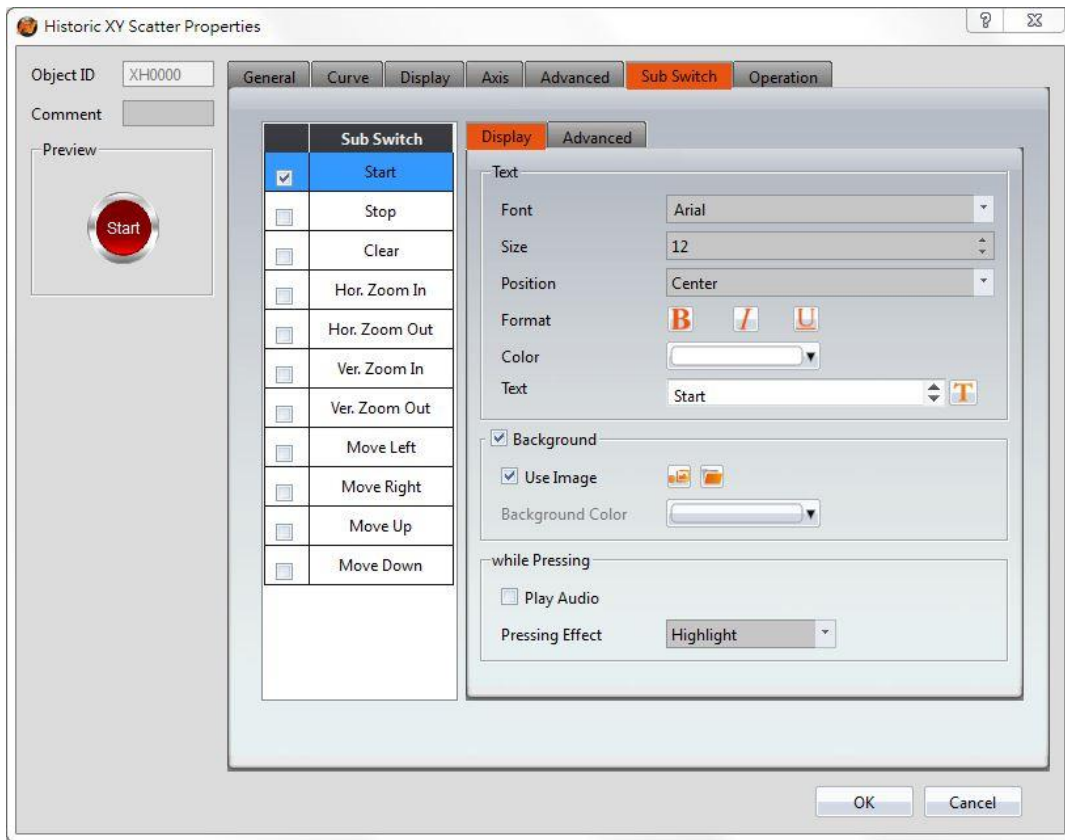 Historic XY Scatter Properties
Object ID XH0000
Comment
Preview
Start
General Curve Display Axis Advanced Sub Switch Operation
Sub Switch
Start
Stop
Clear
Hor. Zoom In
Hor. Zoom Out
Ver. Zoom In
Ver. Zoom Out
Move Left
Move Right
Move Up
Move Down
Display Advanced
Text
Font Arial
Size 12
Position Center
Format B I U
Color
Text Start T
Background
Use Image
Background Color
while Pressing
Play Audio
Pressing Effect Highlight
OK Cancel